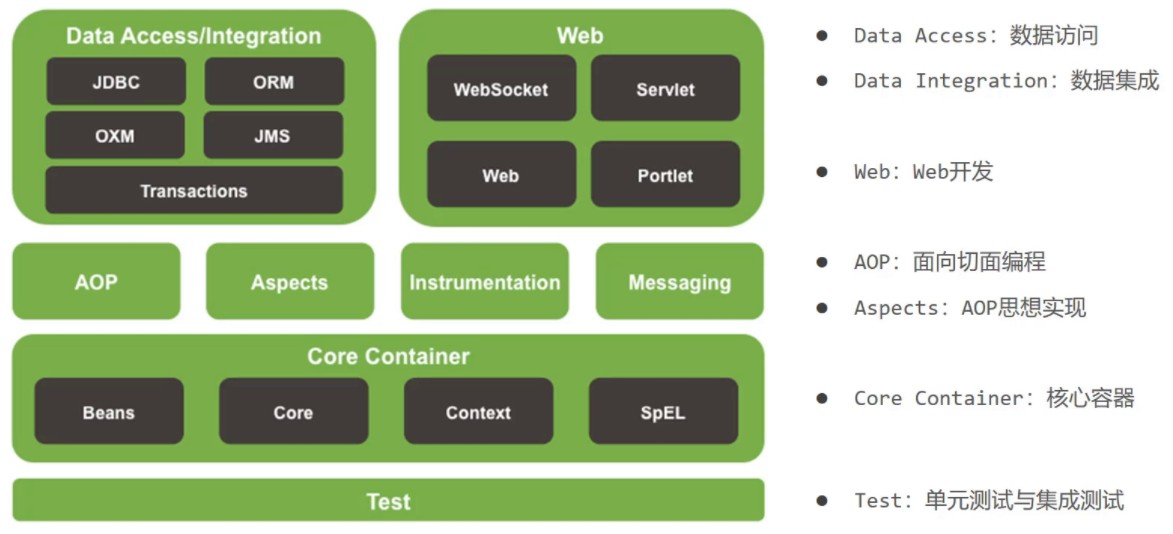 Data Access/Integration
JDBC
ORM
OXM
JMS
Transactions
Web
WebSocket
Servlet
Web
Portlet
AOP
Aspects
Instrumentation
Messaging
Core Container
Beans
Core
Context
SpEL
Test
● Data Access：数据访问
● Data Integration：数据集成
● Web：Web开发
● AOP：面向切面编程
● Aspects：AOP思想实现
● Core Container：核心容器
● Test：单元测试与集成测试